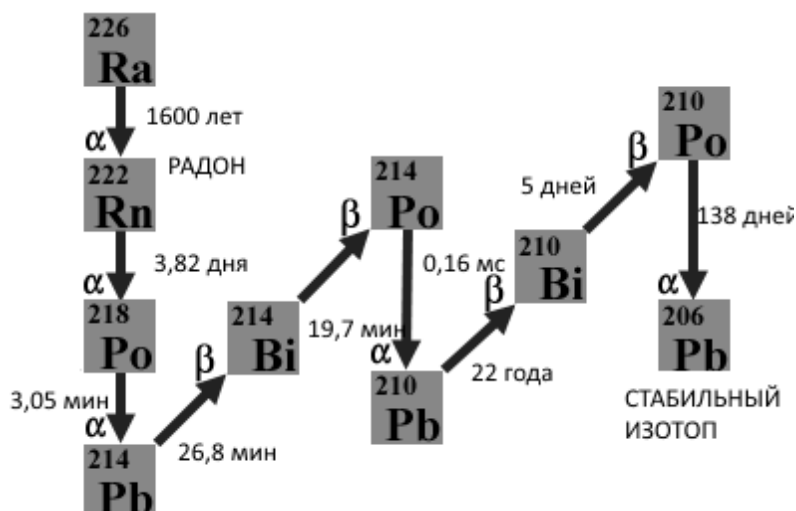 226
Ra
1600 лет
α
РАДОН
222
Rn
3,82 дня
α
218
Po
3,05 мин
α
214
Pb
26,8 мин
β
214
Bi
19,7 мин
β
214
Po
0,16 мс
α
210
Pb
22 года
β
210
Bi
5 дней
β
210
Po
138 дней
α
206
Pb
СТАБИЛЬНЫЙ
ИЗОТОП